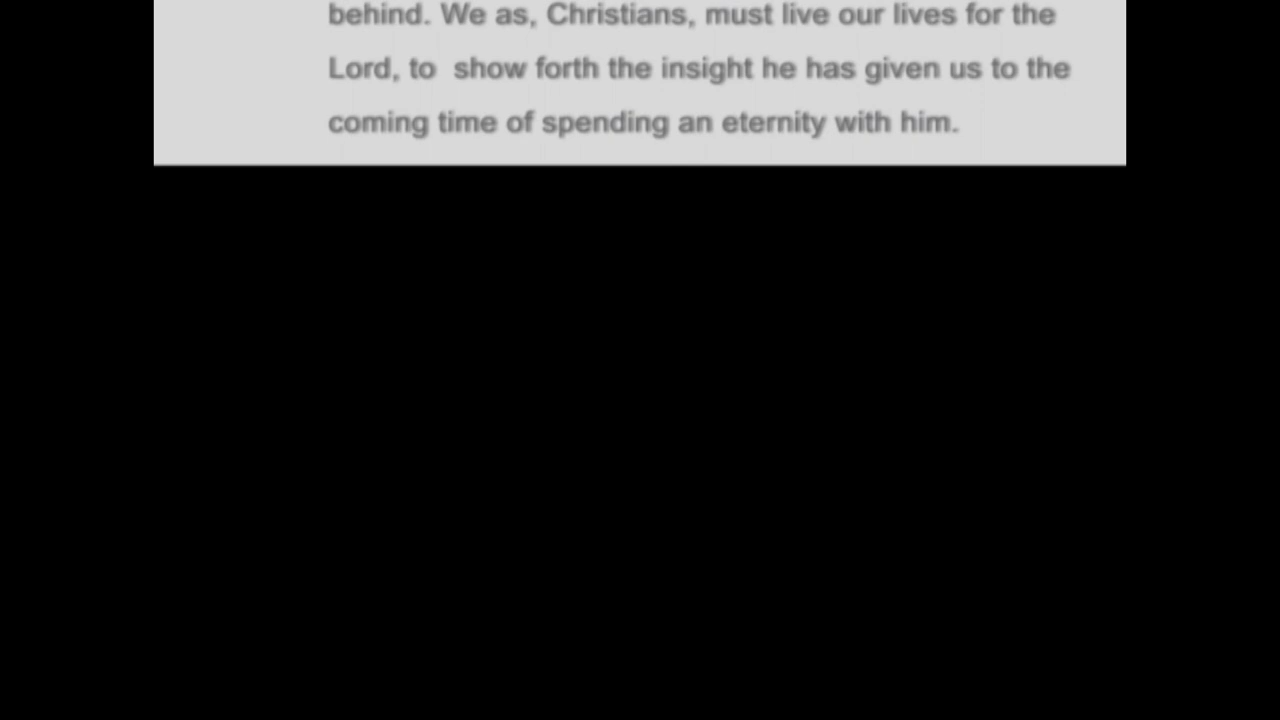 behind. We as, Christians, must live our lives for the
Lord, to  show forth the insight he has given us to the
coming time of spending an eternity with him.